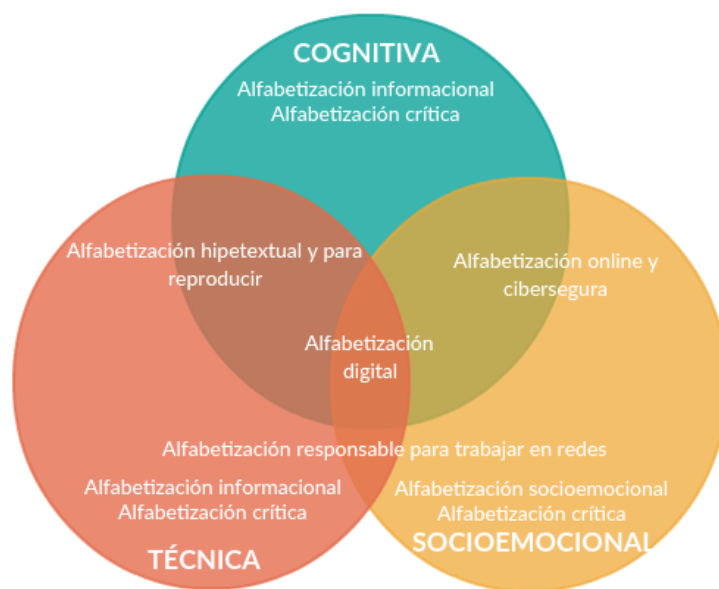 COGNITIVA
Alfabetización informacional
Alfabetización crítica
Alfabetización hipetextual y para
reproducir
Alfabetización online y
cibersegura
Alfabetización
digital
Alfabetización responsable para trabajar en redes
Alfabetización informacional
Alfabetización crítica
TÉCNICA
Alfabetización socioemocional
Alfabetización crítica
SOCIOEMOCIONAL